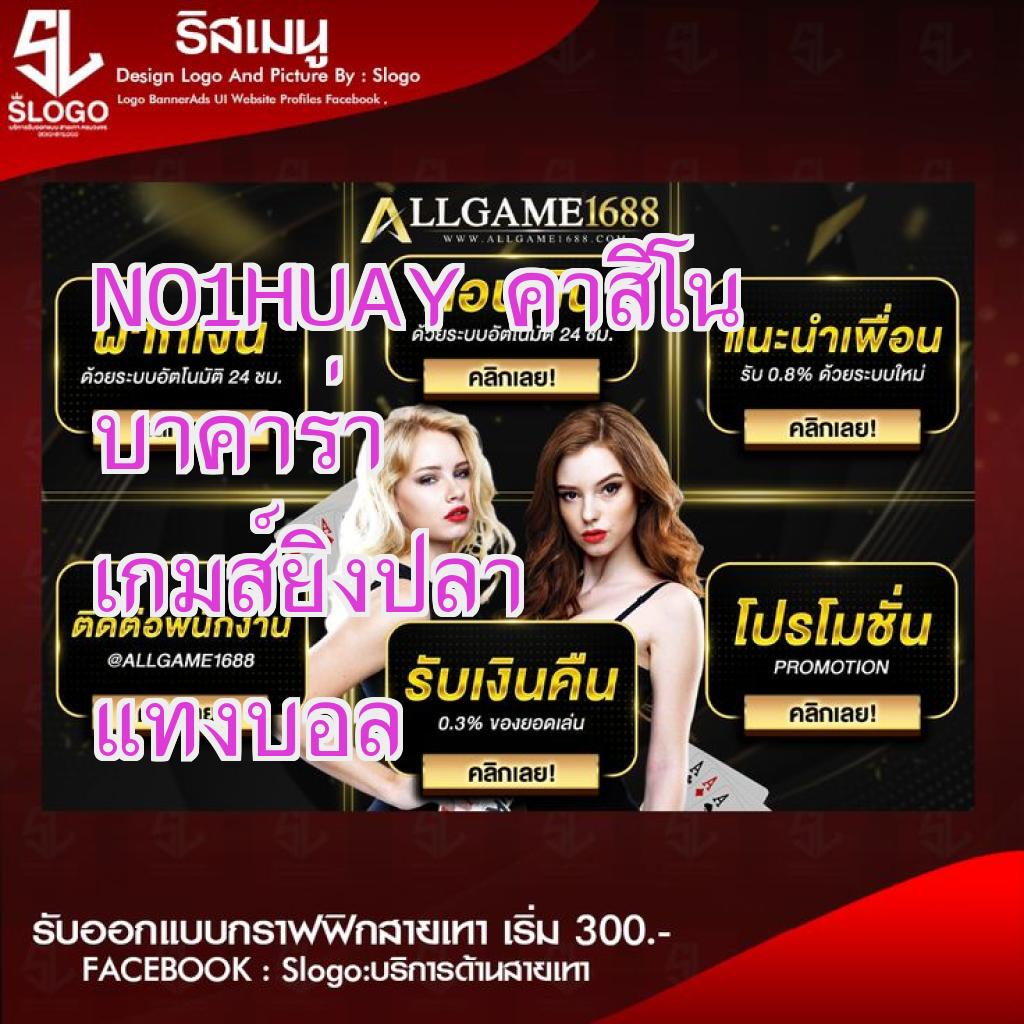 SL
SLOGO
ริสเมนู
Design Logo And Picture By : Slogo
Logo BannerAds UI Website Profiles Facebook .
ALLGAME1688
WWW.ALLGAME1688.COM
NO1HUAY คาสิโน
บาคาร่า
เกมส์ยิงปลา
แทงบอล
ด้วยระบบอัตโนมัติ 24 ชม.
ด้วยระบบอัตโนมัติ 24 ชม.
คลิกเลย!
แนะนำเพื่อน
รับ 0.8% ด้วยระบบใหม่
คลิกเลย!
ติดต่อพนักงาน
@ALLGAME1688
รับเงินคืน
0.3% ของยอดเล่น
คลิกเลย!
โปรโมชั่น
PROMOTION
คลิกเลย!
รับออกแบบกราฟฟิกสายเทา เริ่ม 300.-
FACEBOOK : Slogo:บริการด้านสายเทา